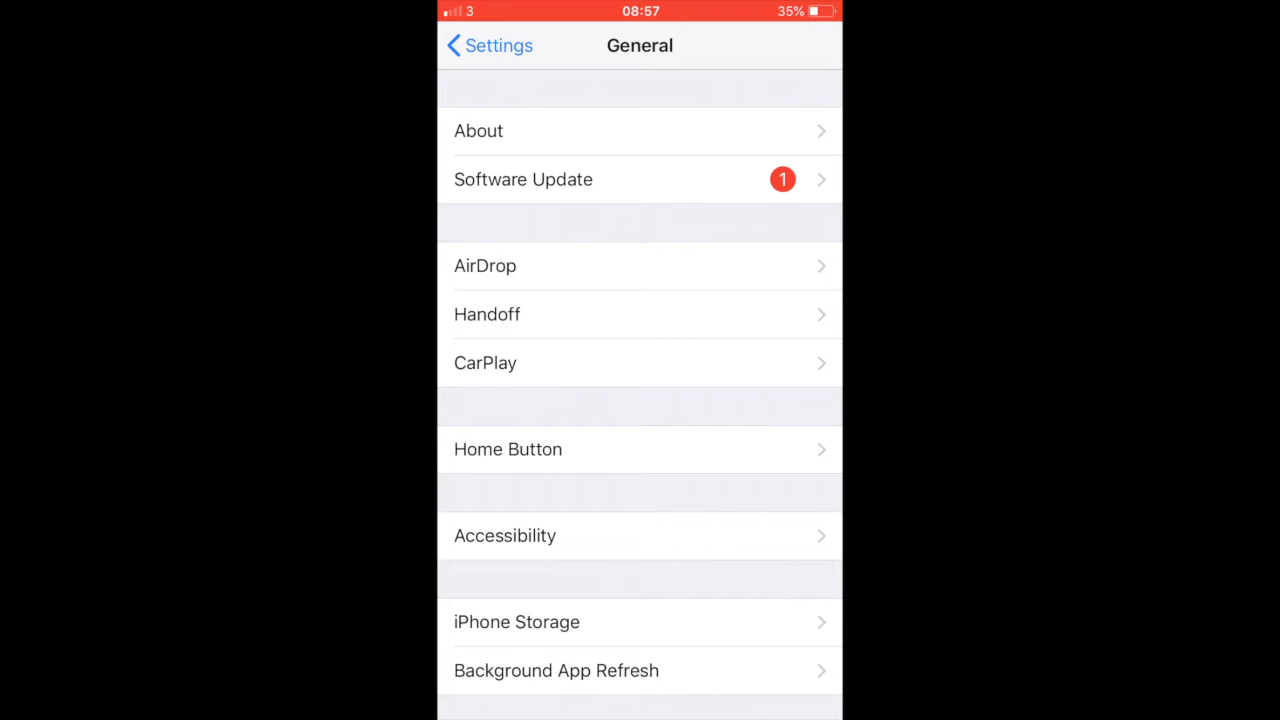 3 08:57 35%
Settings General
About
Software Update 1
AirDrop
Handoff
CarPlay
Home Button
Accessibility
iPhone Storage
Background App Refresh